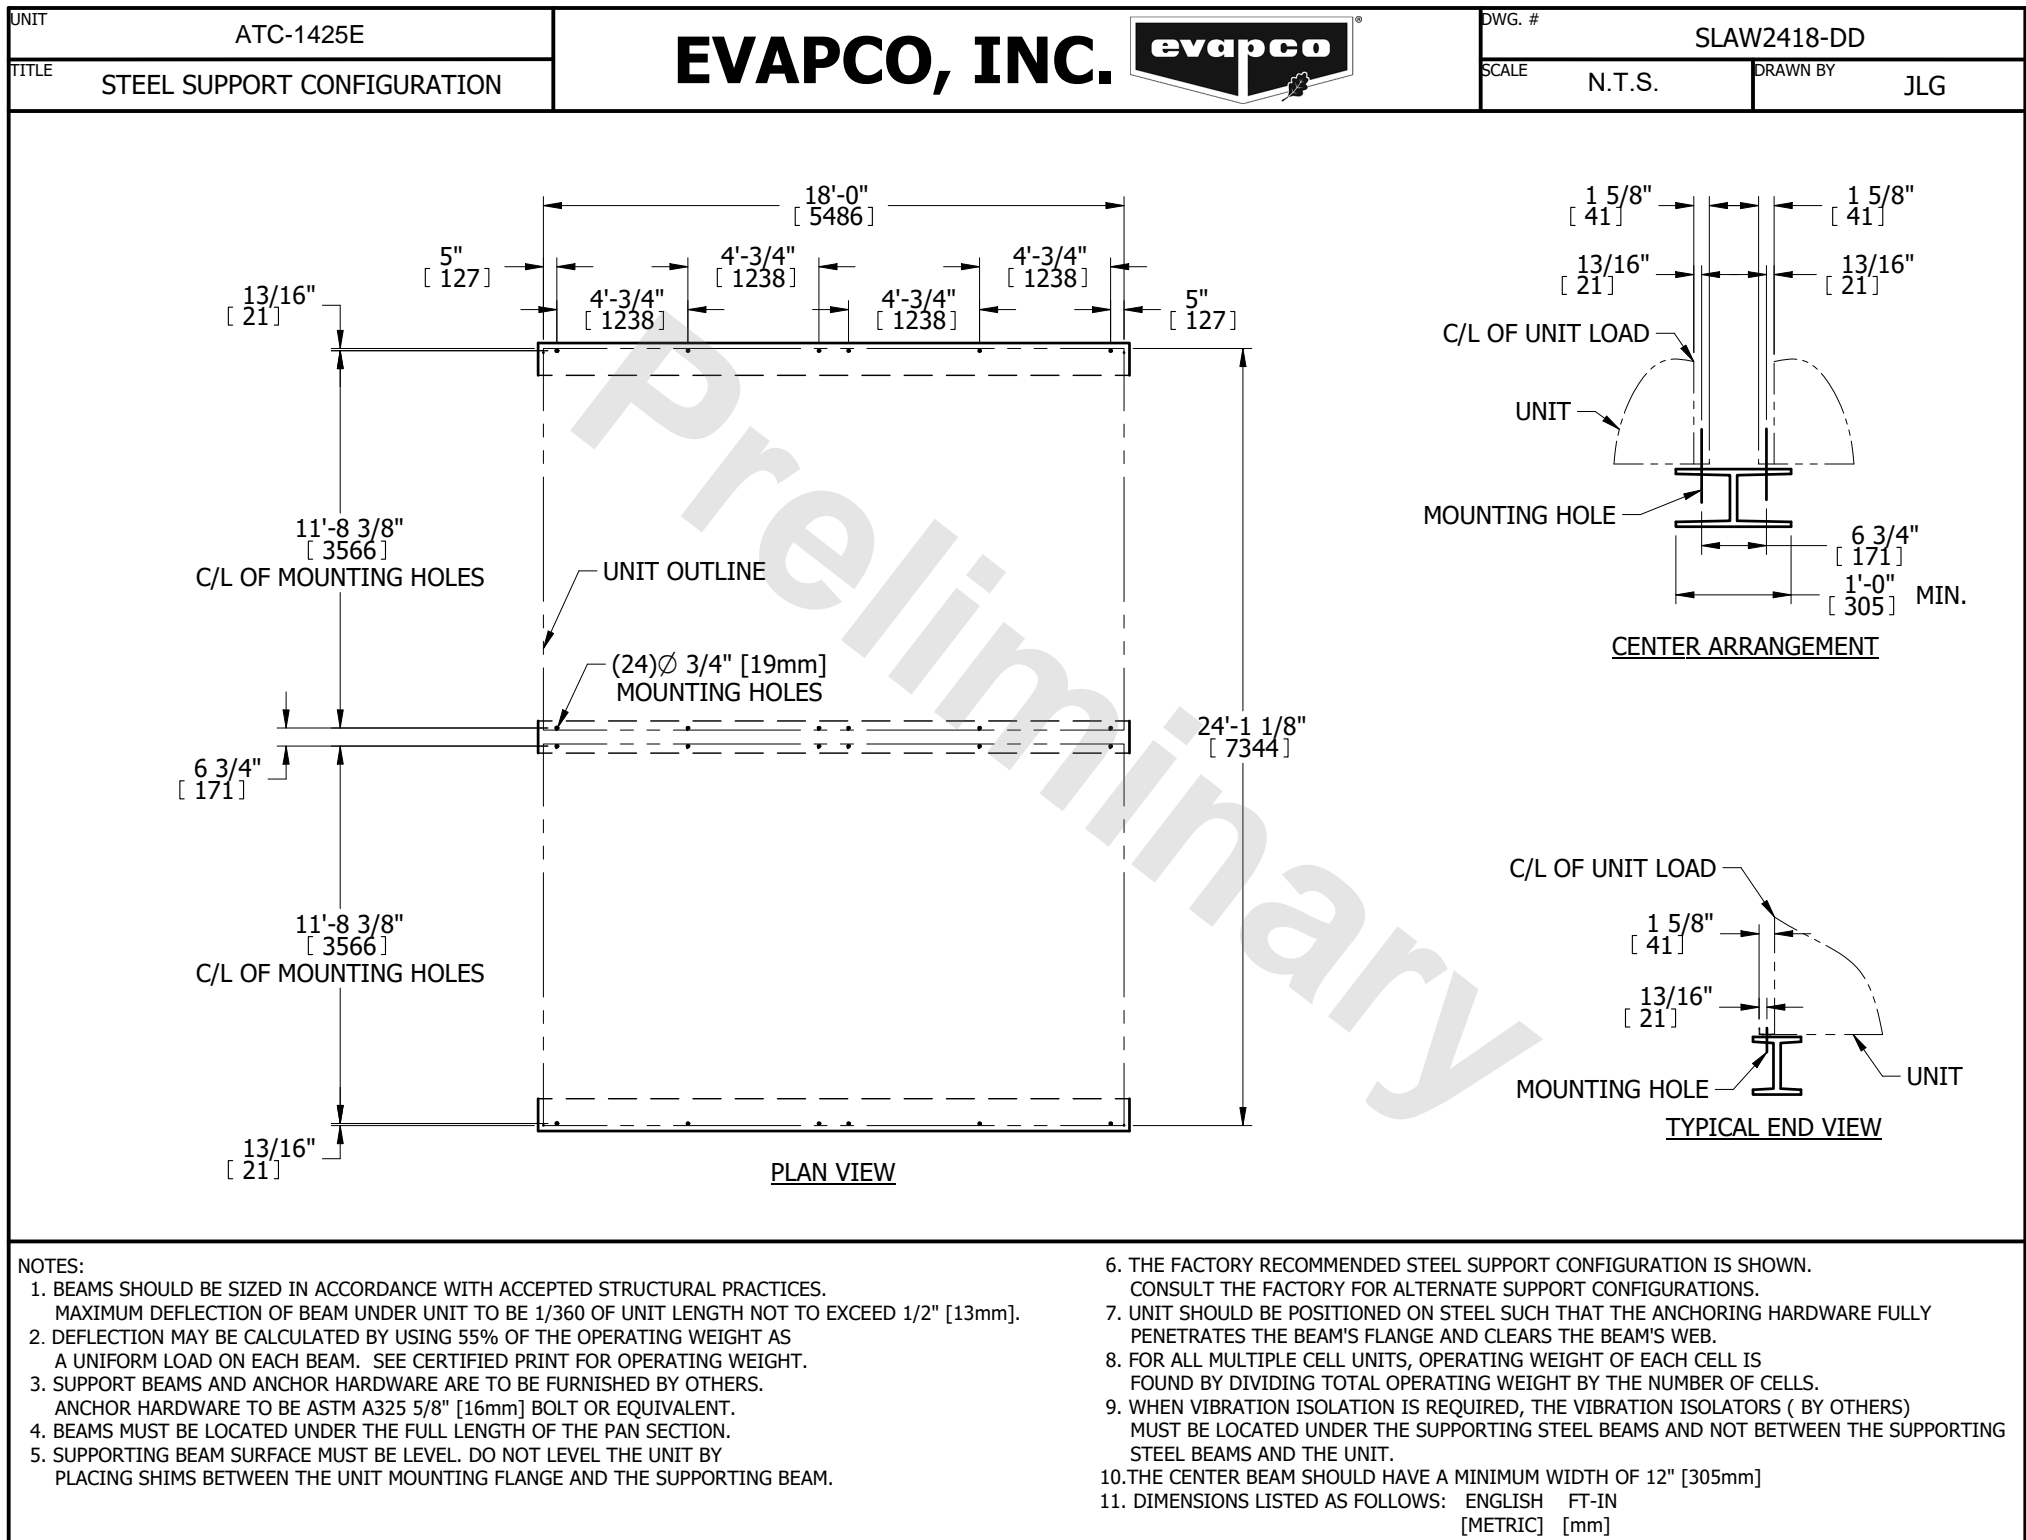 UNIT
ATC-1425E
TITLE
STEEL SUPPORT CONFIGURATION
EVAPCO, INC.
evapco
®
DWG. #
SLAW2418-DD
SCALE
N.T.S.
DRAWN BY
JLG
18'-0"
[ 5486 ]
5"
[ 127 ]
4'-3/4"
[ 1238 ]
4'-3/4"
[ 1238 ]
4'-3/4"
[ 1238 ]
4'-3/4"
[ 1238 ]
5"
[ 127 ]
13/16"
[ 21 ]
11'-8 3/8"
[ 3566 ]
C/L OF MOUNTING HOLES
UNIT OUTLINE
(24)∅ 3/4" [19mm]
MOUNTING HOLES
6 3/4"
[ 171 ]
24'-1 1/8"
[ 7344 ]
11'-8 3/8"
[ 3566 ]
C/L OF MOUNTING HOLES
13/16"
[ 21 ]
PLAN VIEW
Preliminary
1 5/8"
[ 41 ]
1 5/8"
[ 41 ]
13/16"
[ 21 ]
13/16"
[ 21 ]
C/L OF UNIT LOAD
UNIT
MOUNTING HOLE
6 3/4"
[ 171 ]
1'-0"
[ 305 ]
MIN.
CENTER ARRANGEMENT
C/L OF UNIT LOAD
1 5/8"
[ 41 ]
13/16"
[ 21 ]
MOUNTING HOLE
UNIT
TYPICAL END VIEW
NOTES:
1. BEAMS SHOULD BE SIZED IN ACCORDANCE WITH ACCEPTED STRUCTURAL PRACTICES.
MAXIMUM DEFLECTION OF BEAM UNDER UNIT TO BE 1/360 OF UNIT LENGTH NOT TO EXCEED 1/2" [13mm].
2. DEFLECTION MAY BE CALCULATED BY USING 55% OF THE OPERATING WEIGHT AS
A UNIFORM LOAD ON EACH BEAM. SEE CERTIFIED PRINT FOR OPERATING WEIGHT.
3. SUPPORT BEAMS AND ANCHOR HARDWARE ARE TO BE FURNISHED BY OTHERS.
ANCHOR HARDWARE TO BE ASTM A325 5/8" [16mm] BOLT OR EQUIVALENT.
4. BEAMS MUST BE LOCATED UNDER THE FULL LENGTH OF THE PAN SECTION.
5. SUPPORTING BEAM SURFACE MUST BE LEVEL. DO NOT LEVEL THE UNIT BY
PLACING SHIMS BETWEEN THE UNIT MOUNTING FLANGE AND THE SUPPORTING BEAM.
6. THE FACTORY RECOMMENDED STEEL SUPPORT CONFIGURATION IS SHOWN.
CONSULT THE FACTORY FOR ALTERNATE SUPPORT CONFIGURATIONS.
7. UNIT SHOULD BE POSITIONED ON STEEL SUCH THAT THE ANCHORING HARDWARE FULLY
PENETRATES THE BEAM'S FLANGE AND CLEARS THE BEAM'S WEB.
8. FOR ALL MULTIPLE CELL UNITS, OPERATING WEIGHT OF EACH CELL IS
FOUND BY DIVIDING TOTAL OPERATING WEIGHT BY THE NUMBER OF CELLS.
9. WHEN VIBRATION ISOLATION IS REQUIRED, THE VIBRATION ISOLATORS ( BY OTHERS)
MUST BE LOCATED UNDER THE SUPPORTING STEEL BEAMS AND NOT BETWEEN THE SUPPORTING
STEEL BEAMS AND THE UNIT.
10.THE CENTER BEAM SHOULD HAVE A MINIMUM WIDTH OF 12" [305mm]
11. DIMENSIONS LISTED AS FOLLOWS: ENGLISH FT-IN
[METRIC] [mm]